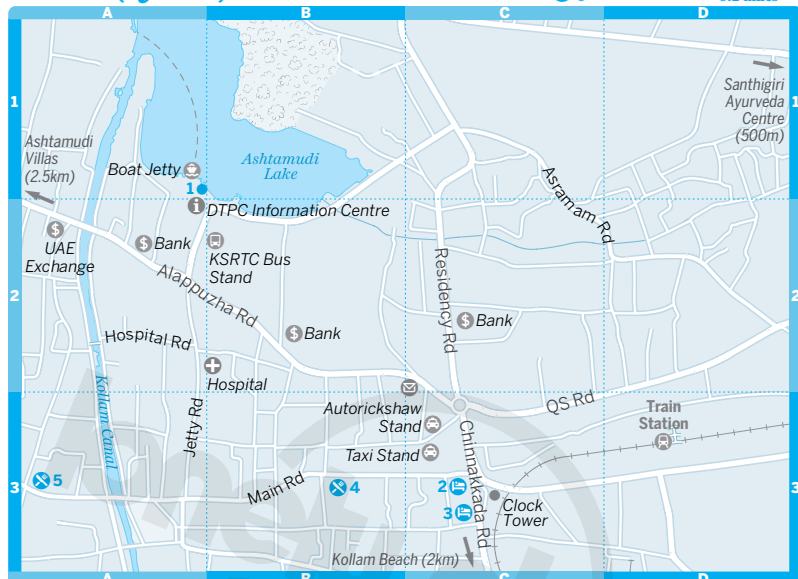 A B C D
1
1
Santhigiri
Ayurveda
Centre
(500m)
Ashtamudi
Villas
(2.5km)
Boat Jetty
Ashtamudi
Lake
1
DTPC Information Centre
Asramam Rd
UAE
Exchange
Bank
KSRTC Bus
Stand
Alappuzha Rd
Residency Rd
2
2
Bank
Bank
Hospital Rd
Hospital
Kollam Canal
Jetty Rd
Autorickshaw
Stand
QS Rd
Train
Station
Taxi Stand
Chinnakkada Rd
Main Rd
5
4
2
3
3
3
Clock
Tower
Kollam Beach (2km)
A B C D